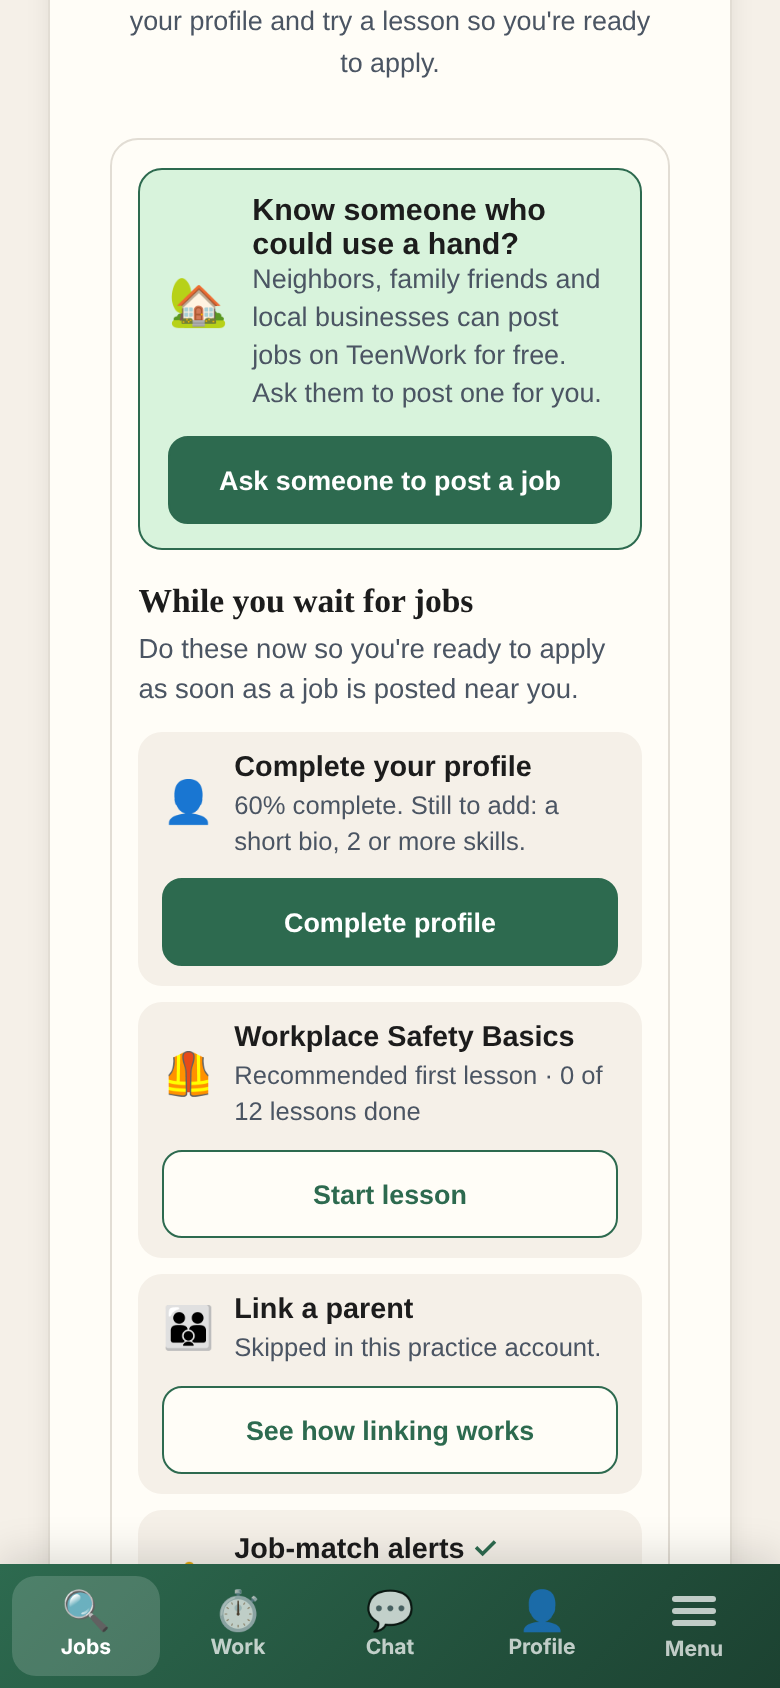 your profile and try a lesson so you're ready
to apply.
Know someone who
could use a hand?
Neighbors, family friends and
local businesses can post
jobs on TeenWork for free.
Ask them to post one for you.
Ask someone to post a job
While you wait for jobs
Do these now so you're ready to apply
as soon as a job is posted near you.
Complete your profile
60% complete. Still to add: a
short bio, 2 or more skills.
Complete profile
Workplace Safety Basics
Recommended first lesson · 0 of
12 lessons done
Start lesson
Link a parent
Skipped in this practice account.
See how linking works
Job-match alerts ✓
Jobs
Work
Chat
Profile
Menu